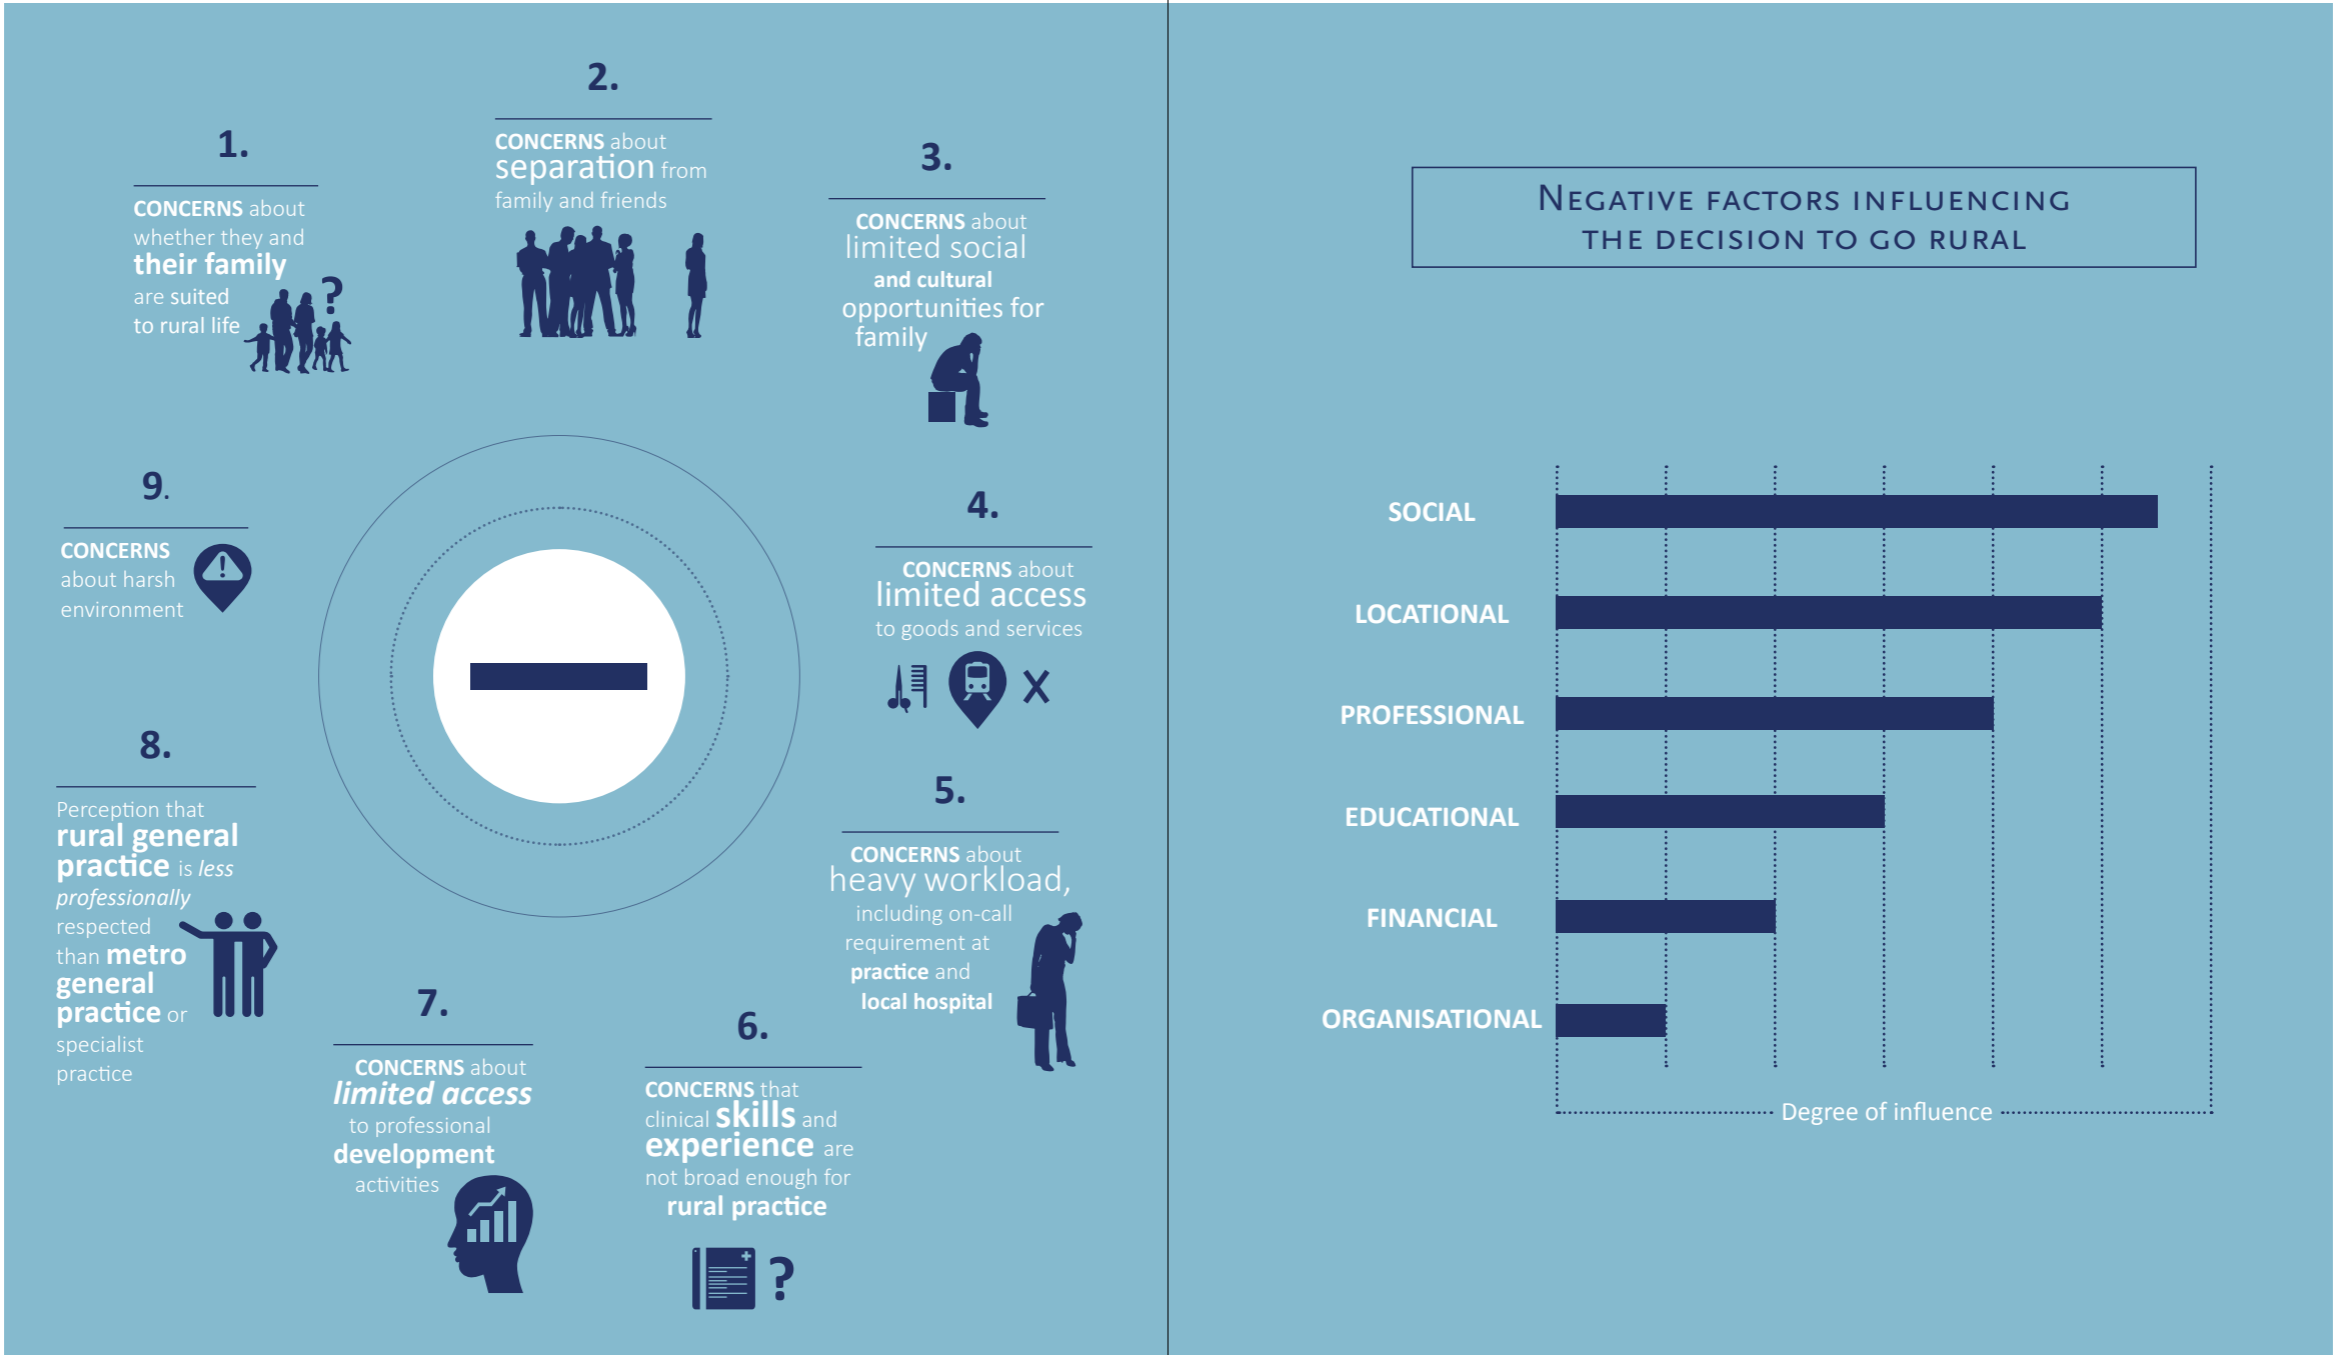 1.
CONCERNS about
whether they and
their family
are suited
to rural life
?
2.
CONCERNS about
separation from
family and friends
3.
CONCERNS about
limited social
and cultural
opportunities for
family
4.
CONCERNS about
limited access
to goods and services
X
5.
CONCERNS about
heavy workload,
including on-call
requirement at
practice and
local hospital
6.
CONCERNS that
clinical skills and
experience are
not broad enough for
rural practice
?
7.
CONCERNS about
limited access
to professional
development
activities
8.
Perception that
rural general
practice is less
professionally
respected
than metro
general
practice or
specialist
practice
9.
CONCERNS
about harsh
environment
!
NEGATIVE FACTORS INFLUENCING
THE DECISION TO GO RURAL
SOCIAL
LOCATIONAL
PROFESSIONAL
EDUCATIONAL
FINANCIAL
ORGANISATIONAL
Degree of influence